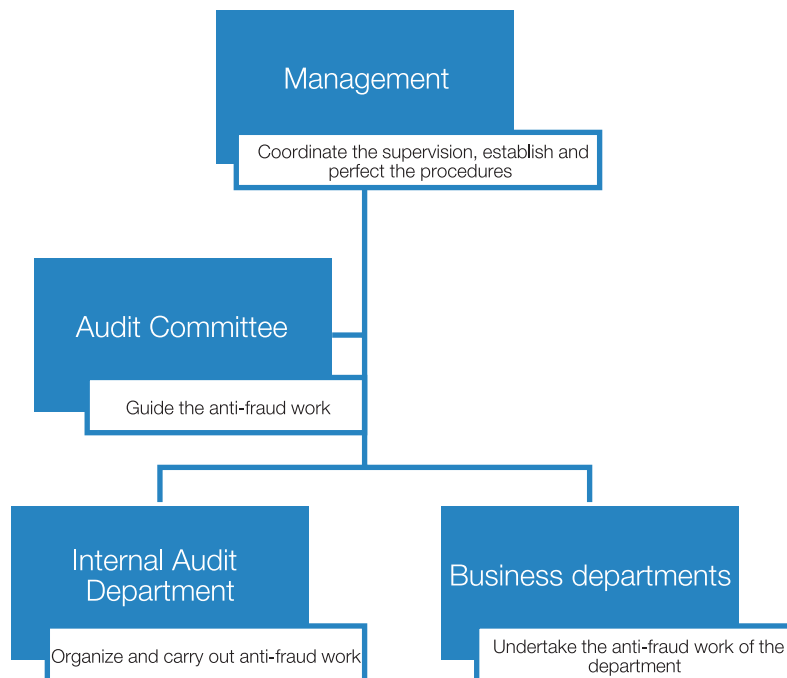 Management
Coordinate the supervision, establish and
perfect the procedures
Audit Committee
Guide the anti-fraud work
Internal Audit
Department
Organize and carry out anti-fraud work
Business departments
Undertake the anti-fraud work of the
department